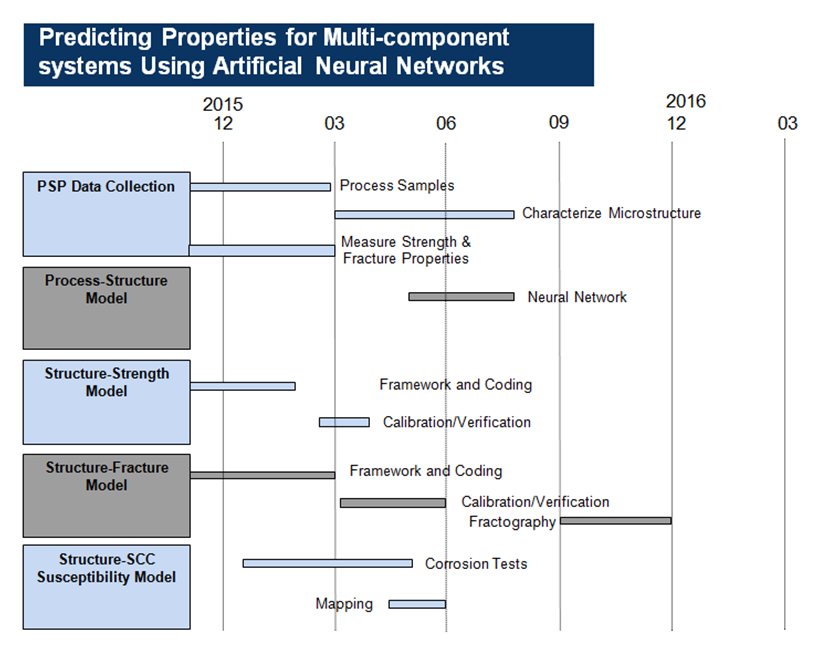 Predicting Properties for Multi-component
systems Using Artificial Neural Networks
2015
2016
12
03
06
09
12
03
PSP Data Collection
Process Samples
Characterize Microstructure
Measure Strength &
Fracture Properties
Process-Structure
Model
Neural Network
Structure-Strength
Model
Framework and Coding
Calibration/Verification
Structure-Fracture
Model
Framework and Coding
Calibration/Verification
Fractography
Structure-SCC
Susceptibility Model
Corrosion Tests
Mapping